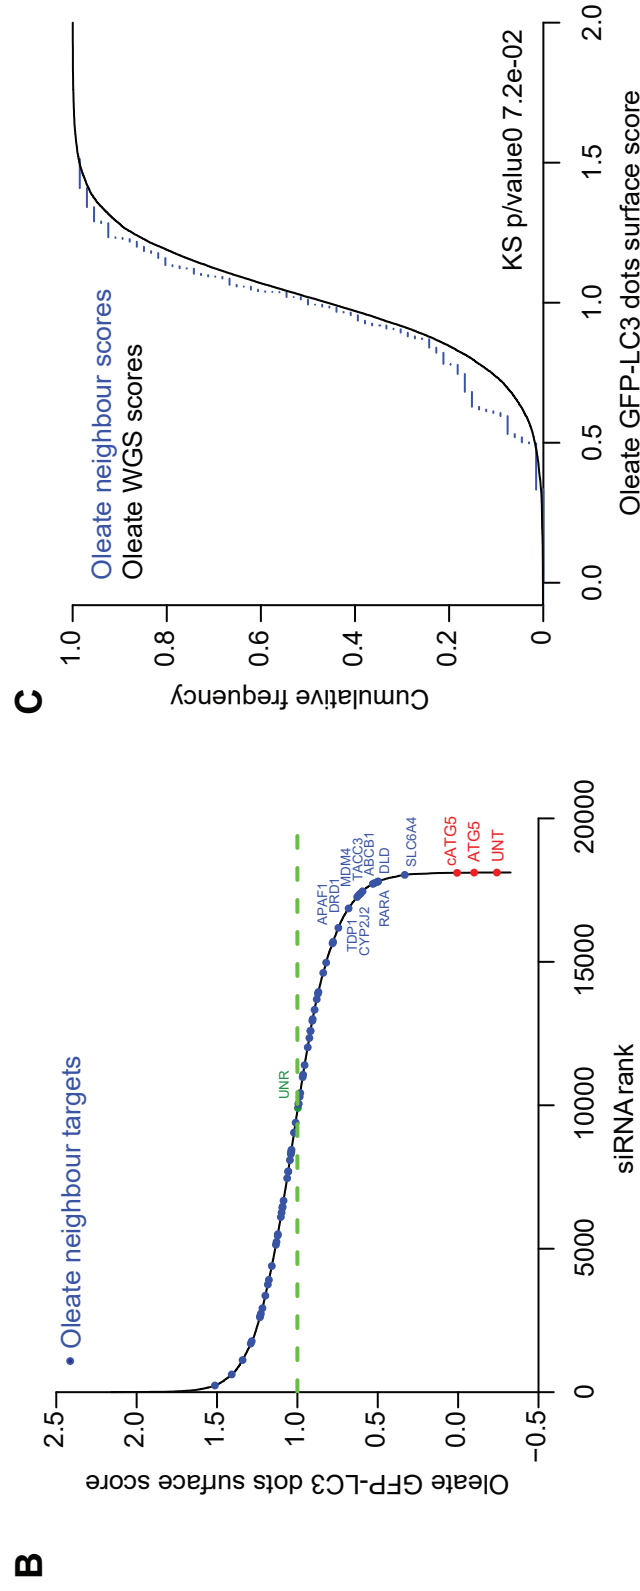 B
Oleate GFP-LC3 dots surface score
2.5
2.0
1.5
1.0
0.5
0.0
−0.5
• Oleate neighbour targets
UNR
APAF1
DRD1
MDM4
TACC3
ABCB1
DLD
SLC6A4
TDP1
CYP2J2
RARA
cATG5
ATG5
UNT
0
5000
10000
15000
20000
siRNA rank
C
Cumulative frequency
1.0
0.8
0.6
0.4
0.2
0
Oleate neighbour scores
Oleate WGS scores
KS p/value0 7.2e-02
0.0
0.5
1.0
1.5
2.0
Oleate GFP-LC3 dots surface score